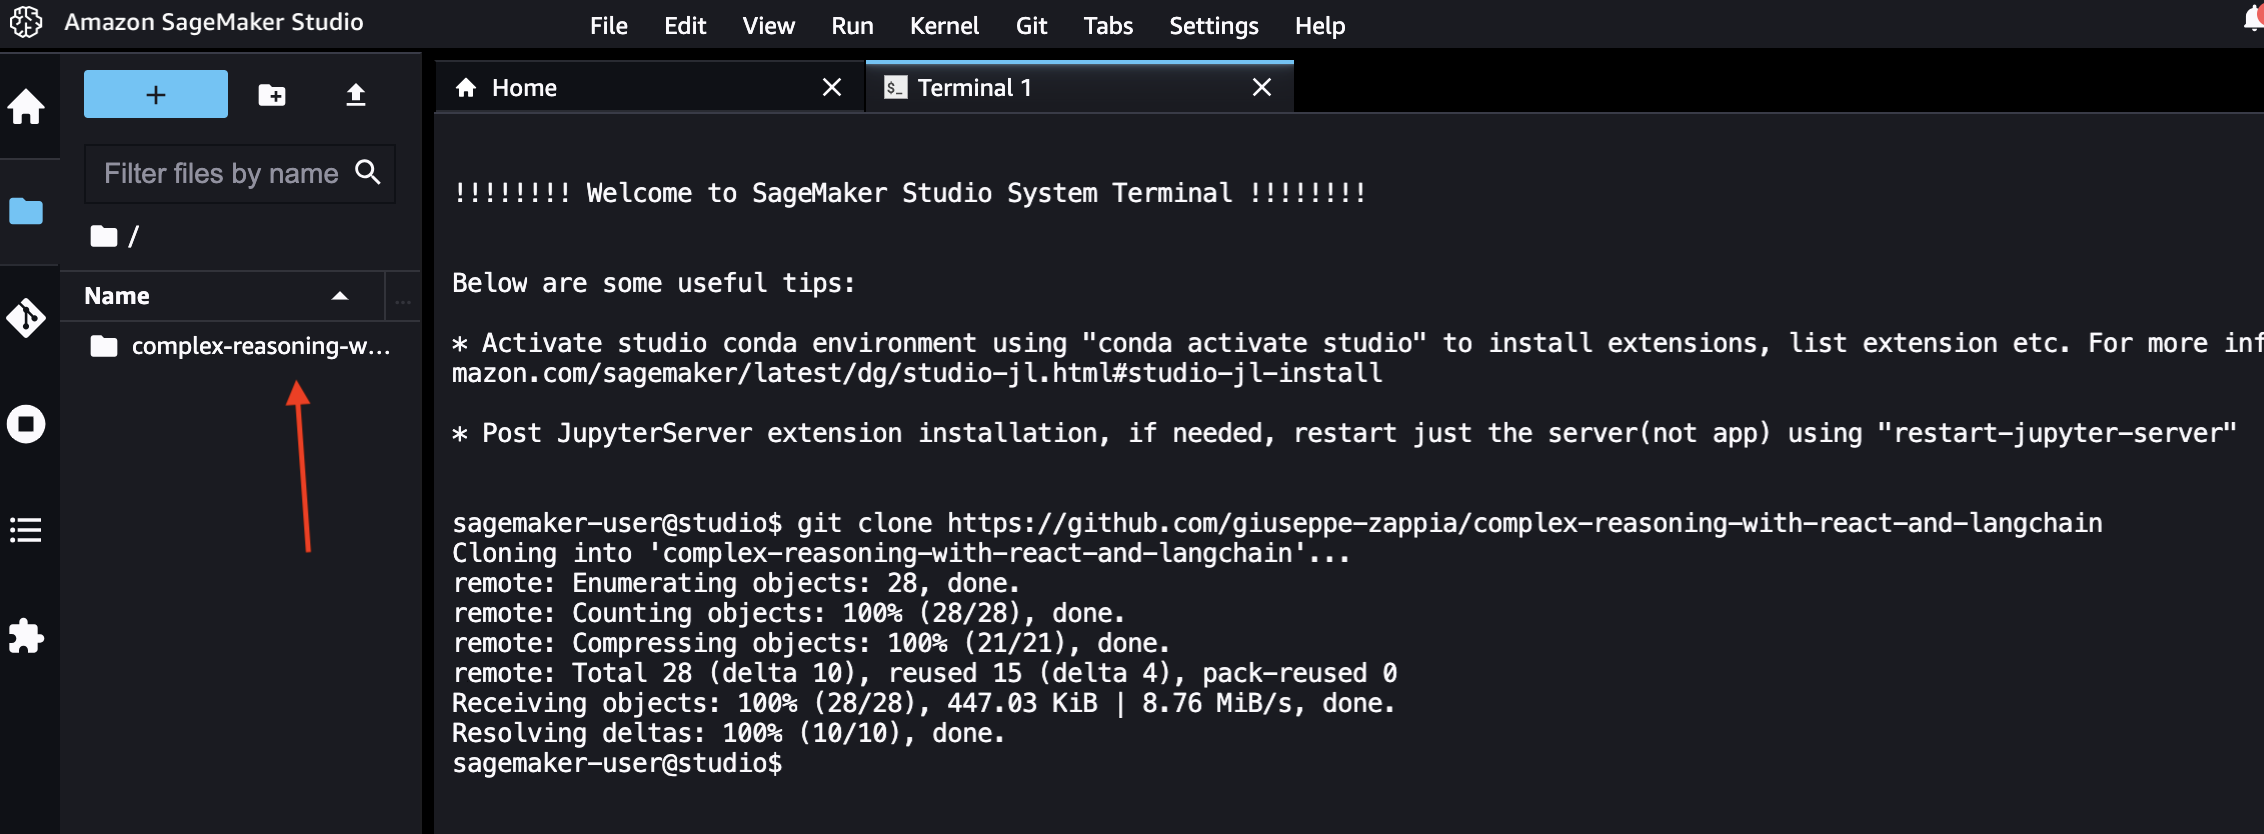 Amazon SageMaker Studio
File Edit View Run Kernel Git Tabs Settings Help
+
Home
$_ Terminal 1
Filter files by name
/
Name
...
complex-reasoning-w...
!!!!!!!! Welcome to SageMaker Studio System Terminal !!!!!!!!
Below are some useful tips:
* Activate studio conda environment using "conda activate studio" to install extensions, list extension etc. For more inf
mazon.com/sagemaker/latest/dg/studio-jl.html#studio-jl-install
* Post JupyterServer extension installation, if needed, restart just the server(not app) using "restart-jupyter-server"
sagemaker-user@studio$ git clone https://github.com/giuseppe-zappia/complex-reasoning-with-react-and-langchain
Cloning into 'complex-reasoning-with-react-and-langchain'...
remote: Enumerating objects: 28, done.
remote: Counting objects: 100% (28/28), done.
remote: Compressing objects: 100% (21/21), done.
remote: Total 28 (delta 10), reused 15 (delta 4), pack-reused 0
Receiving objects: 100% (28/28), 447.03 KiB | 8.76 MiB/s, done.
Resolving deltas: 100% (10/10), done.
sagemaker-user@studio$